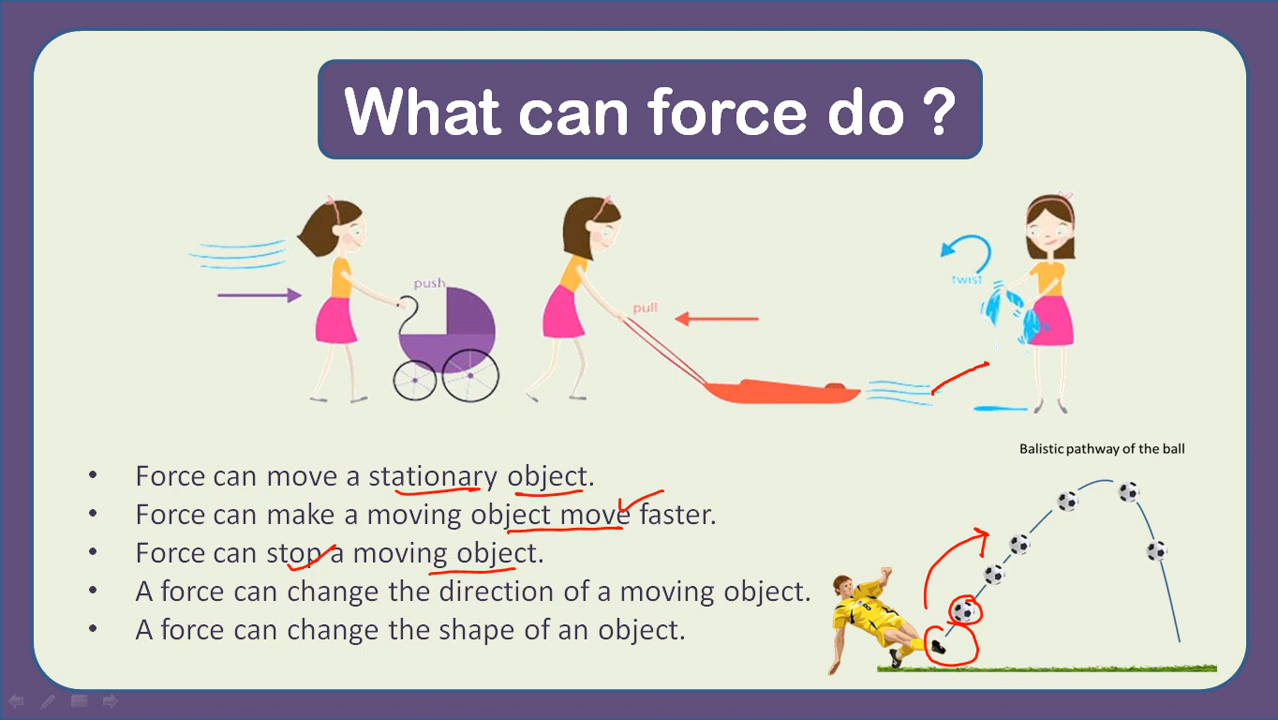 What can force do ?
push
pull
twist
Balistic pathway of the ball
• Force can move a stationary object.
• Force can make a moving object move faster.
• Force can stop a moving object.
• A force can change the direction of a moving object.
• A force can change the shape of an object.